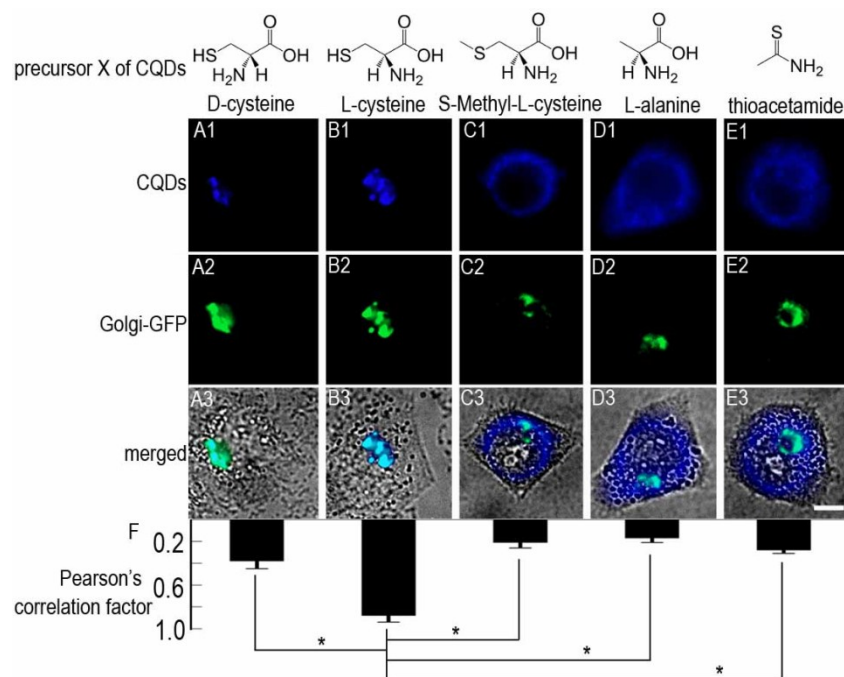 O O O O S
HS OH HS OH S OH OH NH2
H2N H H NH2 H NH2 H NH2
precursor X of CQDs
D-cysteine L-cysteine S-Methyl-L-cysteine L-alanine thioacetamide
A1 B1 C1 D1 E1
CQDs
A2 B2 C2 D2 E2
Golgi-GFP
A3 B3 C3 D3 E3
merged
F
0.2
0.6
1.0
Pearson's
correlation factor
* * * *